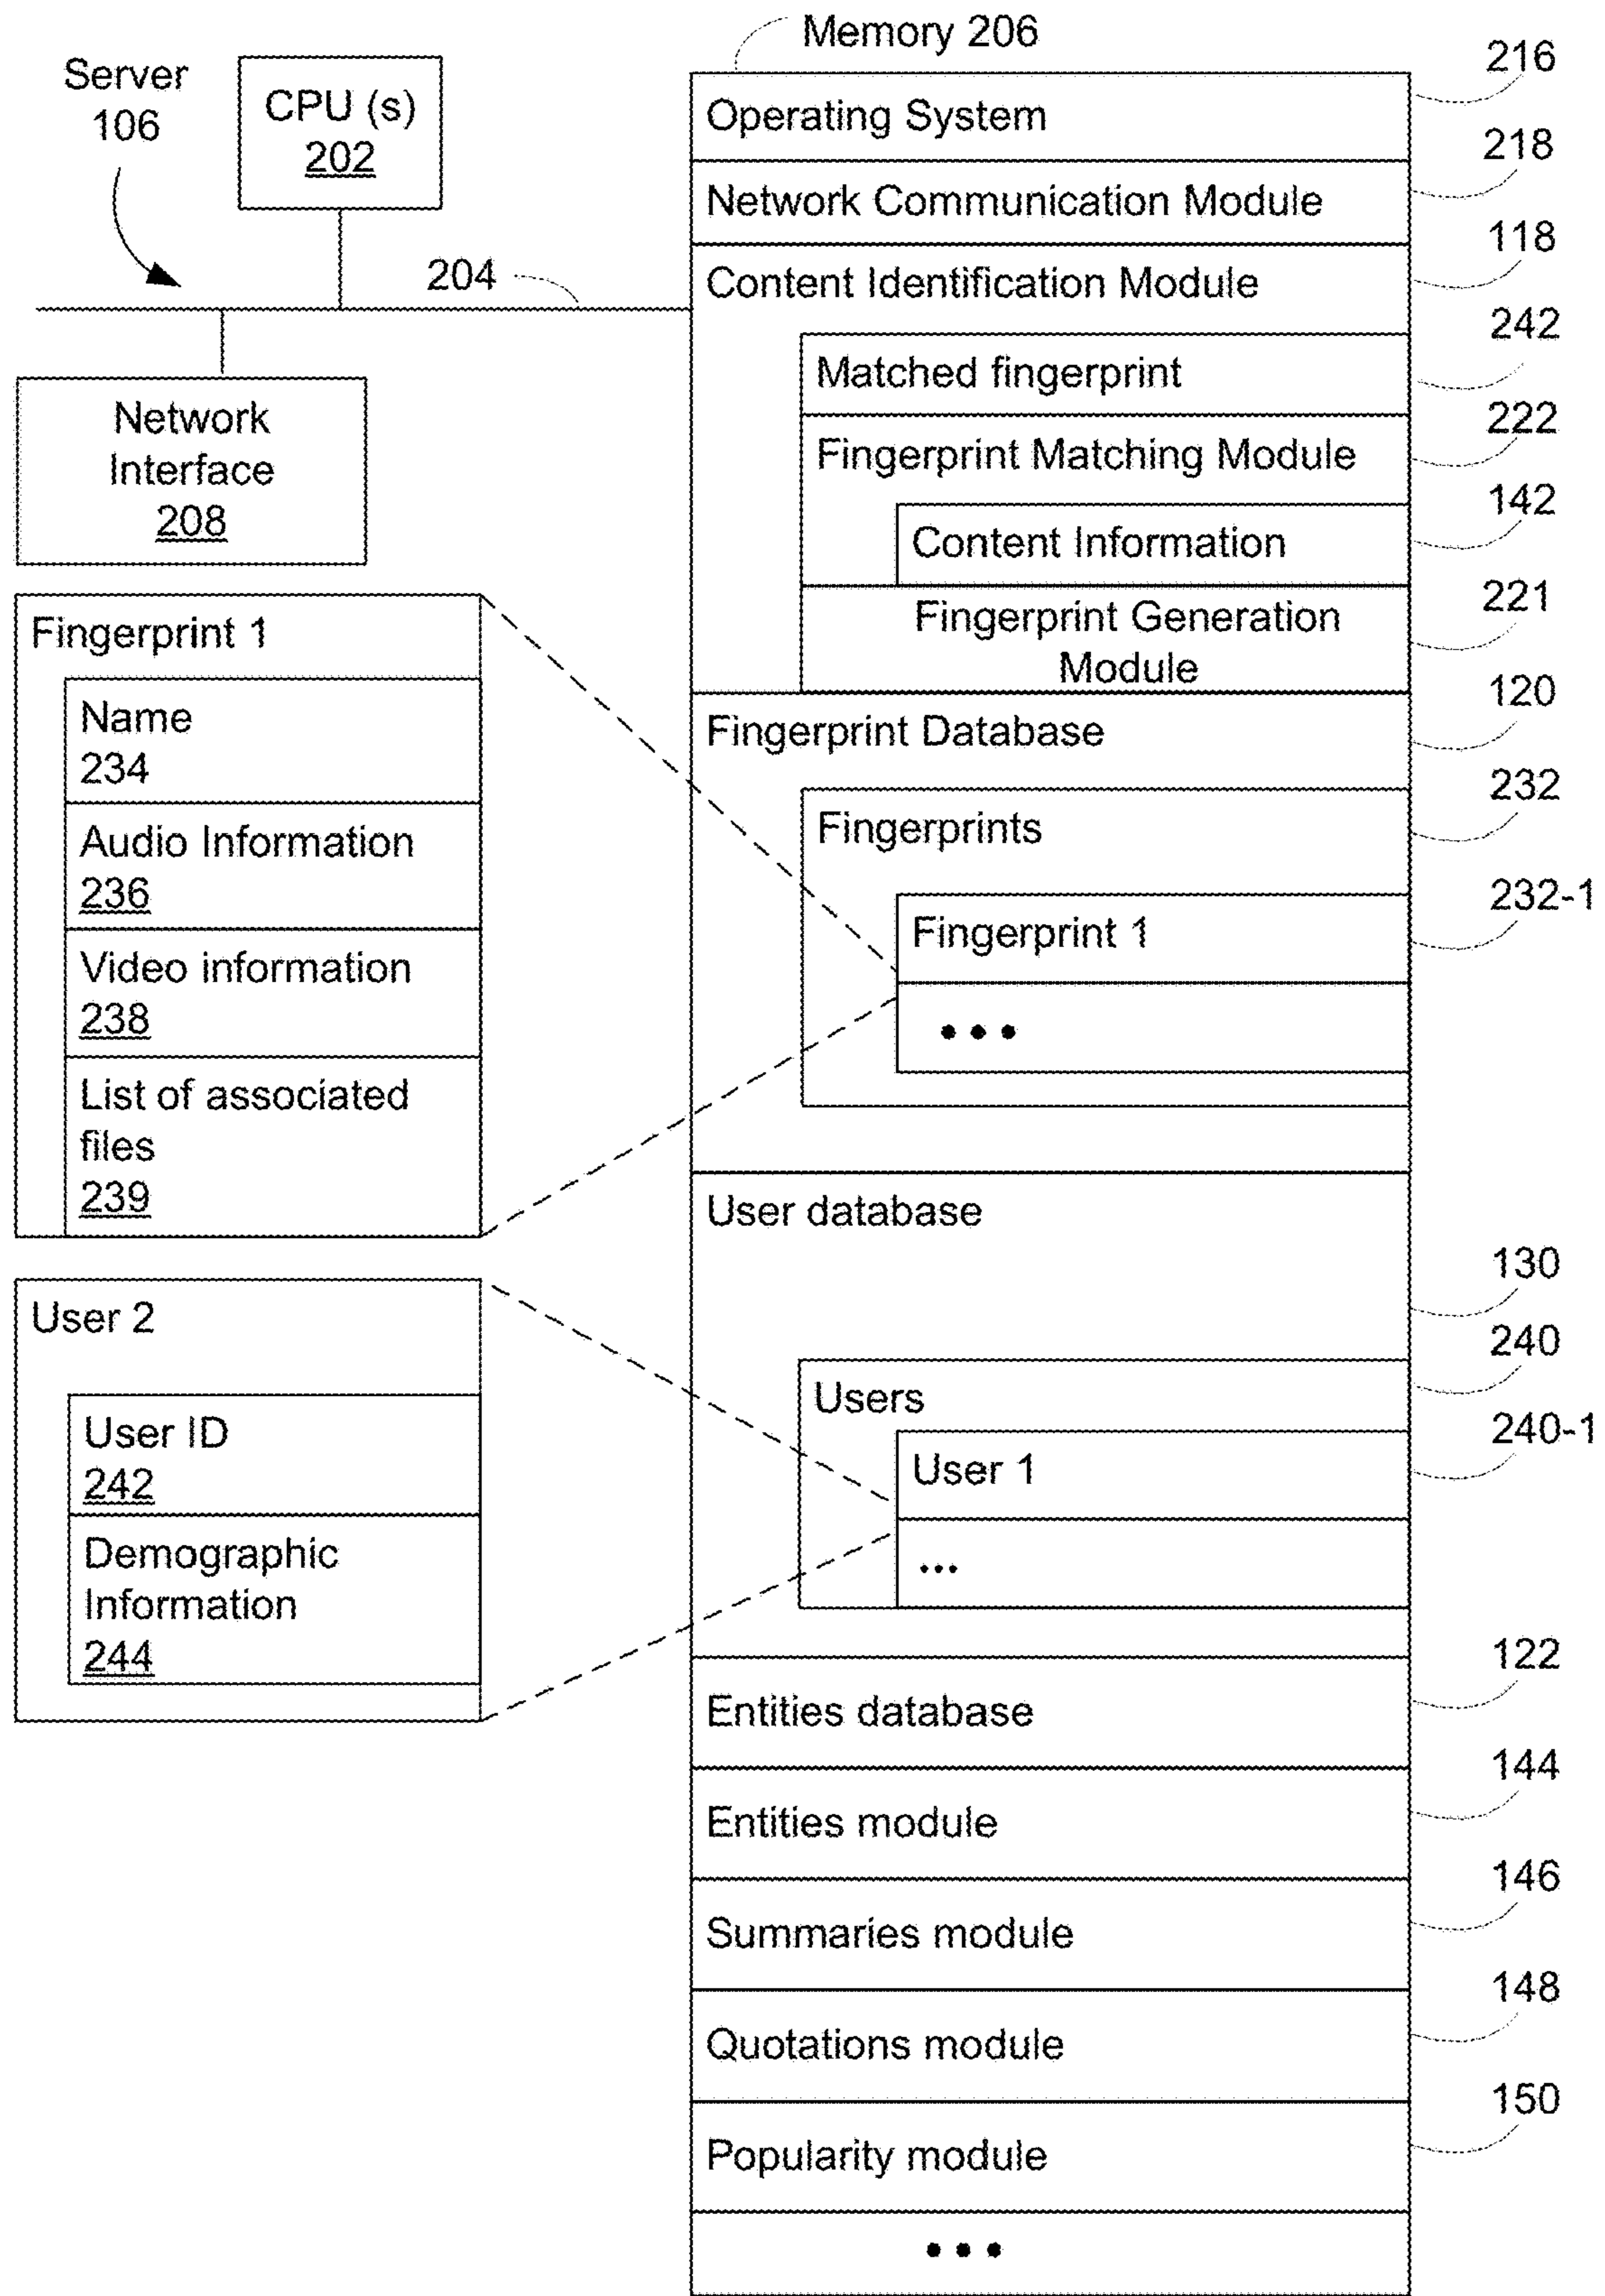 Memory 206
Server
106
CPU (s)
202
204
Network
Interface
208
Operating System
216
Network Communication Module
218
Content Identification Module
118
Matched fingerprint
242
Fingerprint Matching Module
222
Content Information
142
Fingerprint Generation
Module
221
Fingerprint Database
120
Fingerprints
232
Fingerprint 1
232-1
•••
Fingerprint 1
Name
234
Audio Information
236
Video information
238
List of associated
files
239
User database
130
Users
240
User 1
240-1
...
User 2
User ID
242
Demographic
Information
244
Entities database
122
Entities module
144
Summaries module
146
Quotations module
148
Popularity module
150
•••